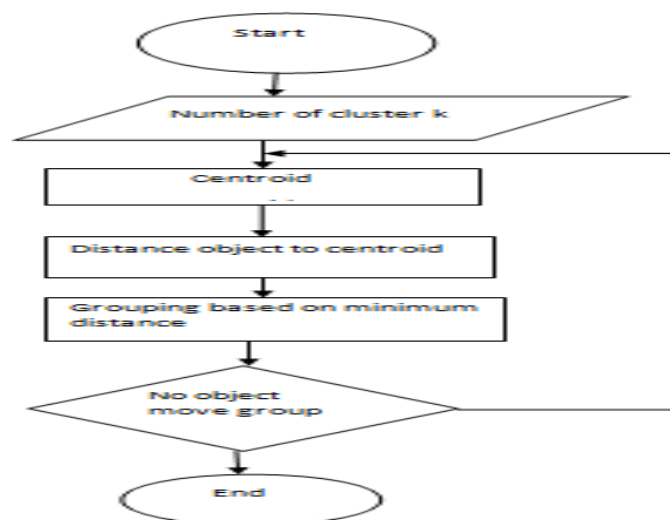 Start
Number of cluster k
Centroid
Distance object to centroid
Grouping based on minimum
distance
No object
move group
End